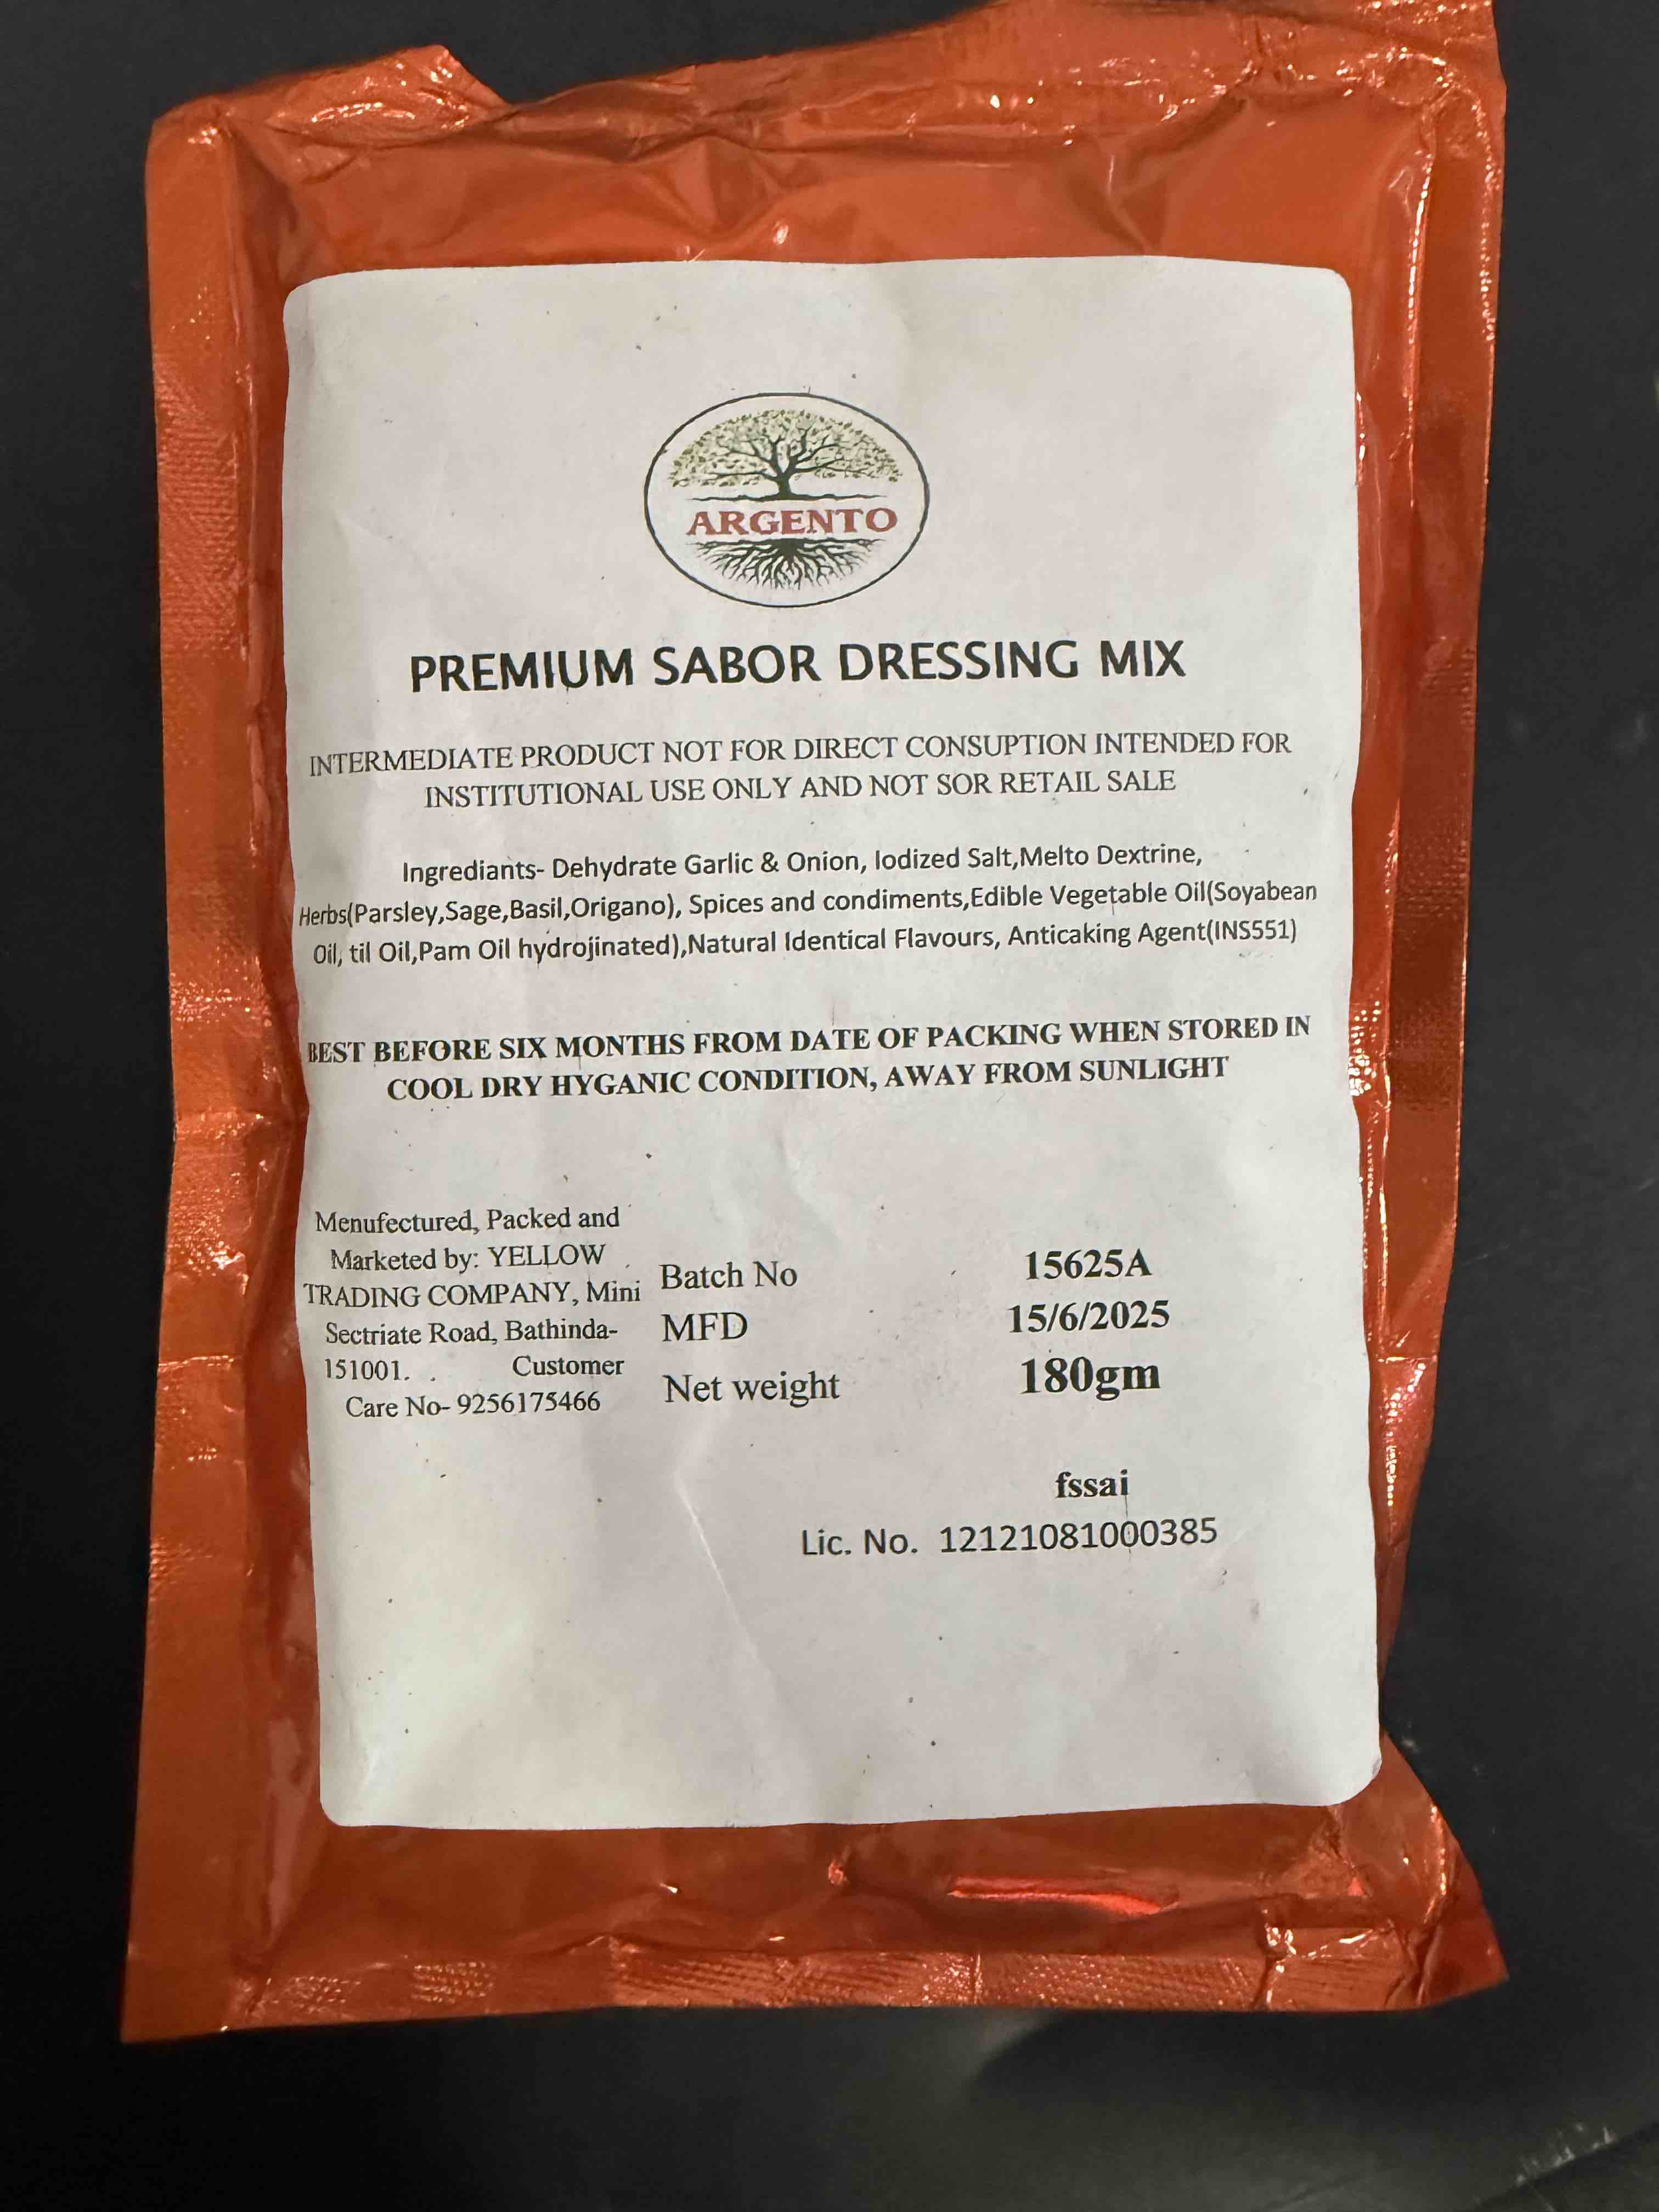 ARGENTO
PREMIUM SABOR DRESSING MIX
INTERMEDIATE PRODUCT NOT FOR DIRECT CONSUPTION INTENDED FOR
INSTITUTIONAL USE ONLY AND NOT SOR RETAIL SALE
Ingrediants- Dehydrate Garlic & Onion, Iodized Salt,Melto Dextrine,
Herbs(Parsley,Sage,Basil,Origano), Spices and condiments,Edible Vegetable Oil(Soyabean
Oil, til Oil,Pam Oil hydrojinated),Natural Identical Flavours, Anticaking Agent(INS551)
BEST BEFORE SIX MONTHS FROM DATE OF PACKING WHEN STORED IN
COOL DRY HYGANIC CONDITION, AWAY FROM SUNLIGHT
Menufectured, Packed and
Marketed by: YELLOW
TRADING COMPANY, Mini
Sectriate Road, Bathinda-
151001. . Customer
Care No- 9256175466
Batch No 15625A
MFD 15/6/2025
Net weight 180gm
fssai
Lic. No. 12121081000385